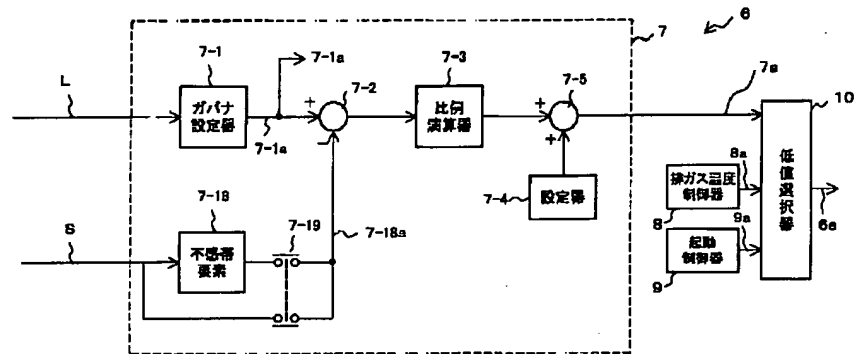 6
7
7-1
7-1a
7-3
7-5
7a
10
L
ガバナ
設定器
7-1a
+
7-2
-
比例
演算器
+
+
7-4
設定器
低値選択器
8a
排ガス温度
制御器
8
6a
9a
起動
制御器
9
S
7-18
不感帯
要素
7-19
7-18a